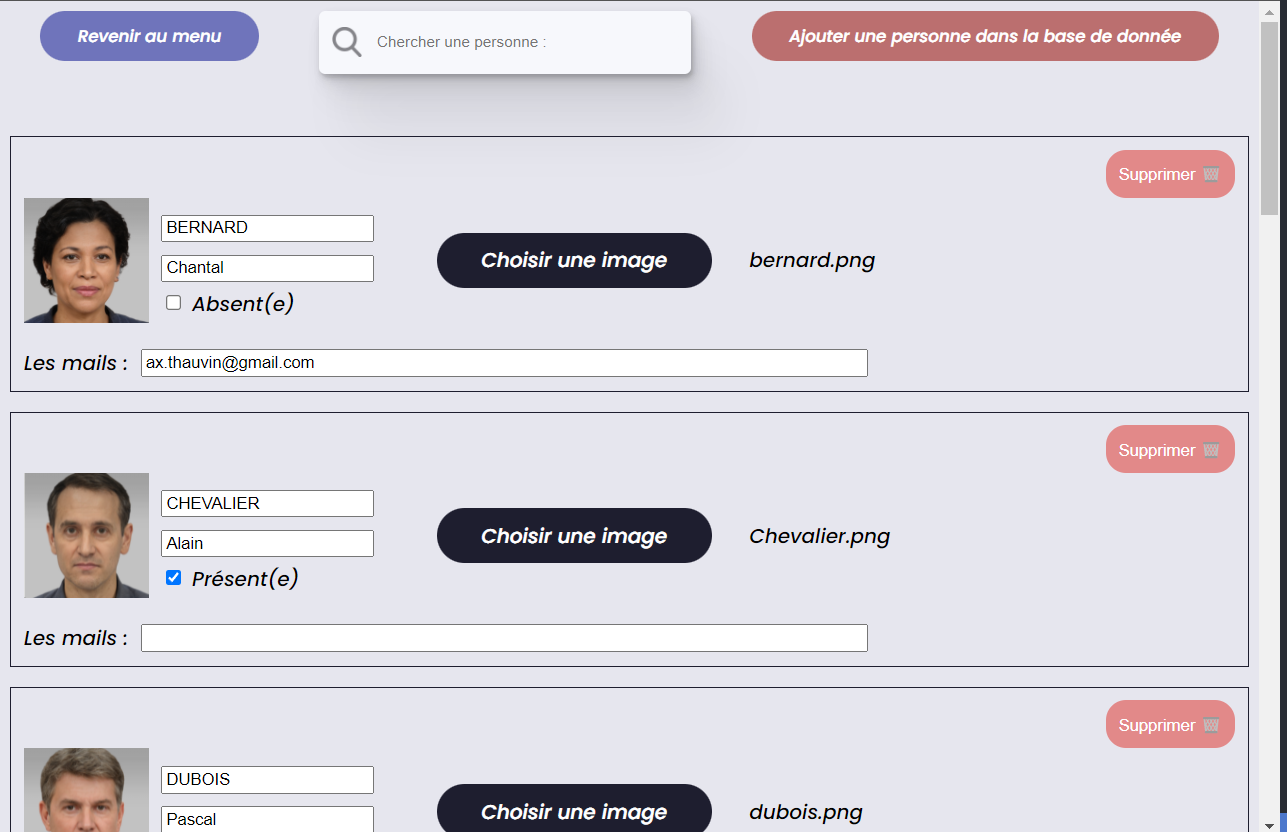 Revenir au menu
Chercher une personne :
Ajouter une personne dans la base de donnée
Supprimer
BERNARD
Chantal
Absent(e)
Choisir une image
bernard.png
Les mails :
ax.thauvin@gmail.com
Supprimer
CHEVALIER
Alain
Présent(e)
Choisir une image
Chevalier.png
Les mails :
Supprimer
DUBOIS
Pascal
Choisir une image
dubois.png